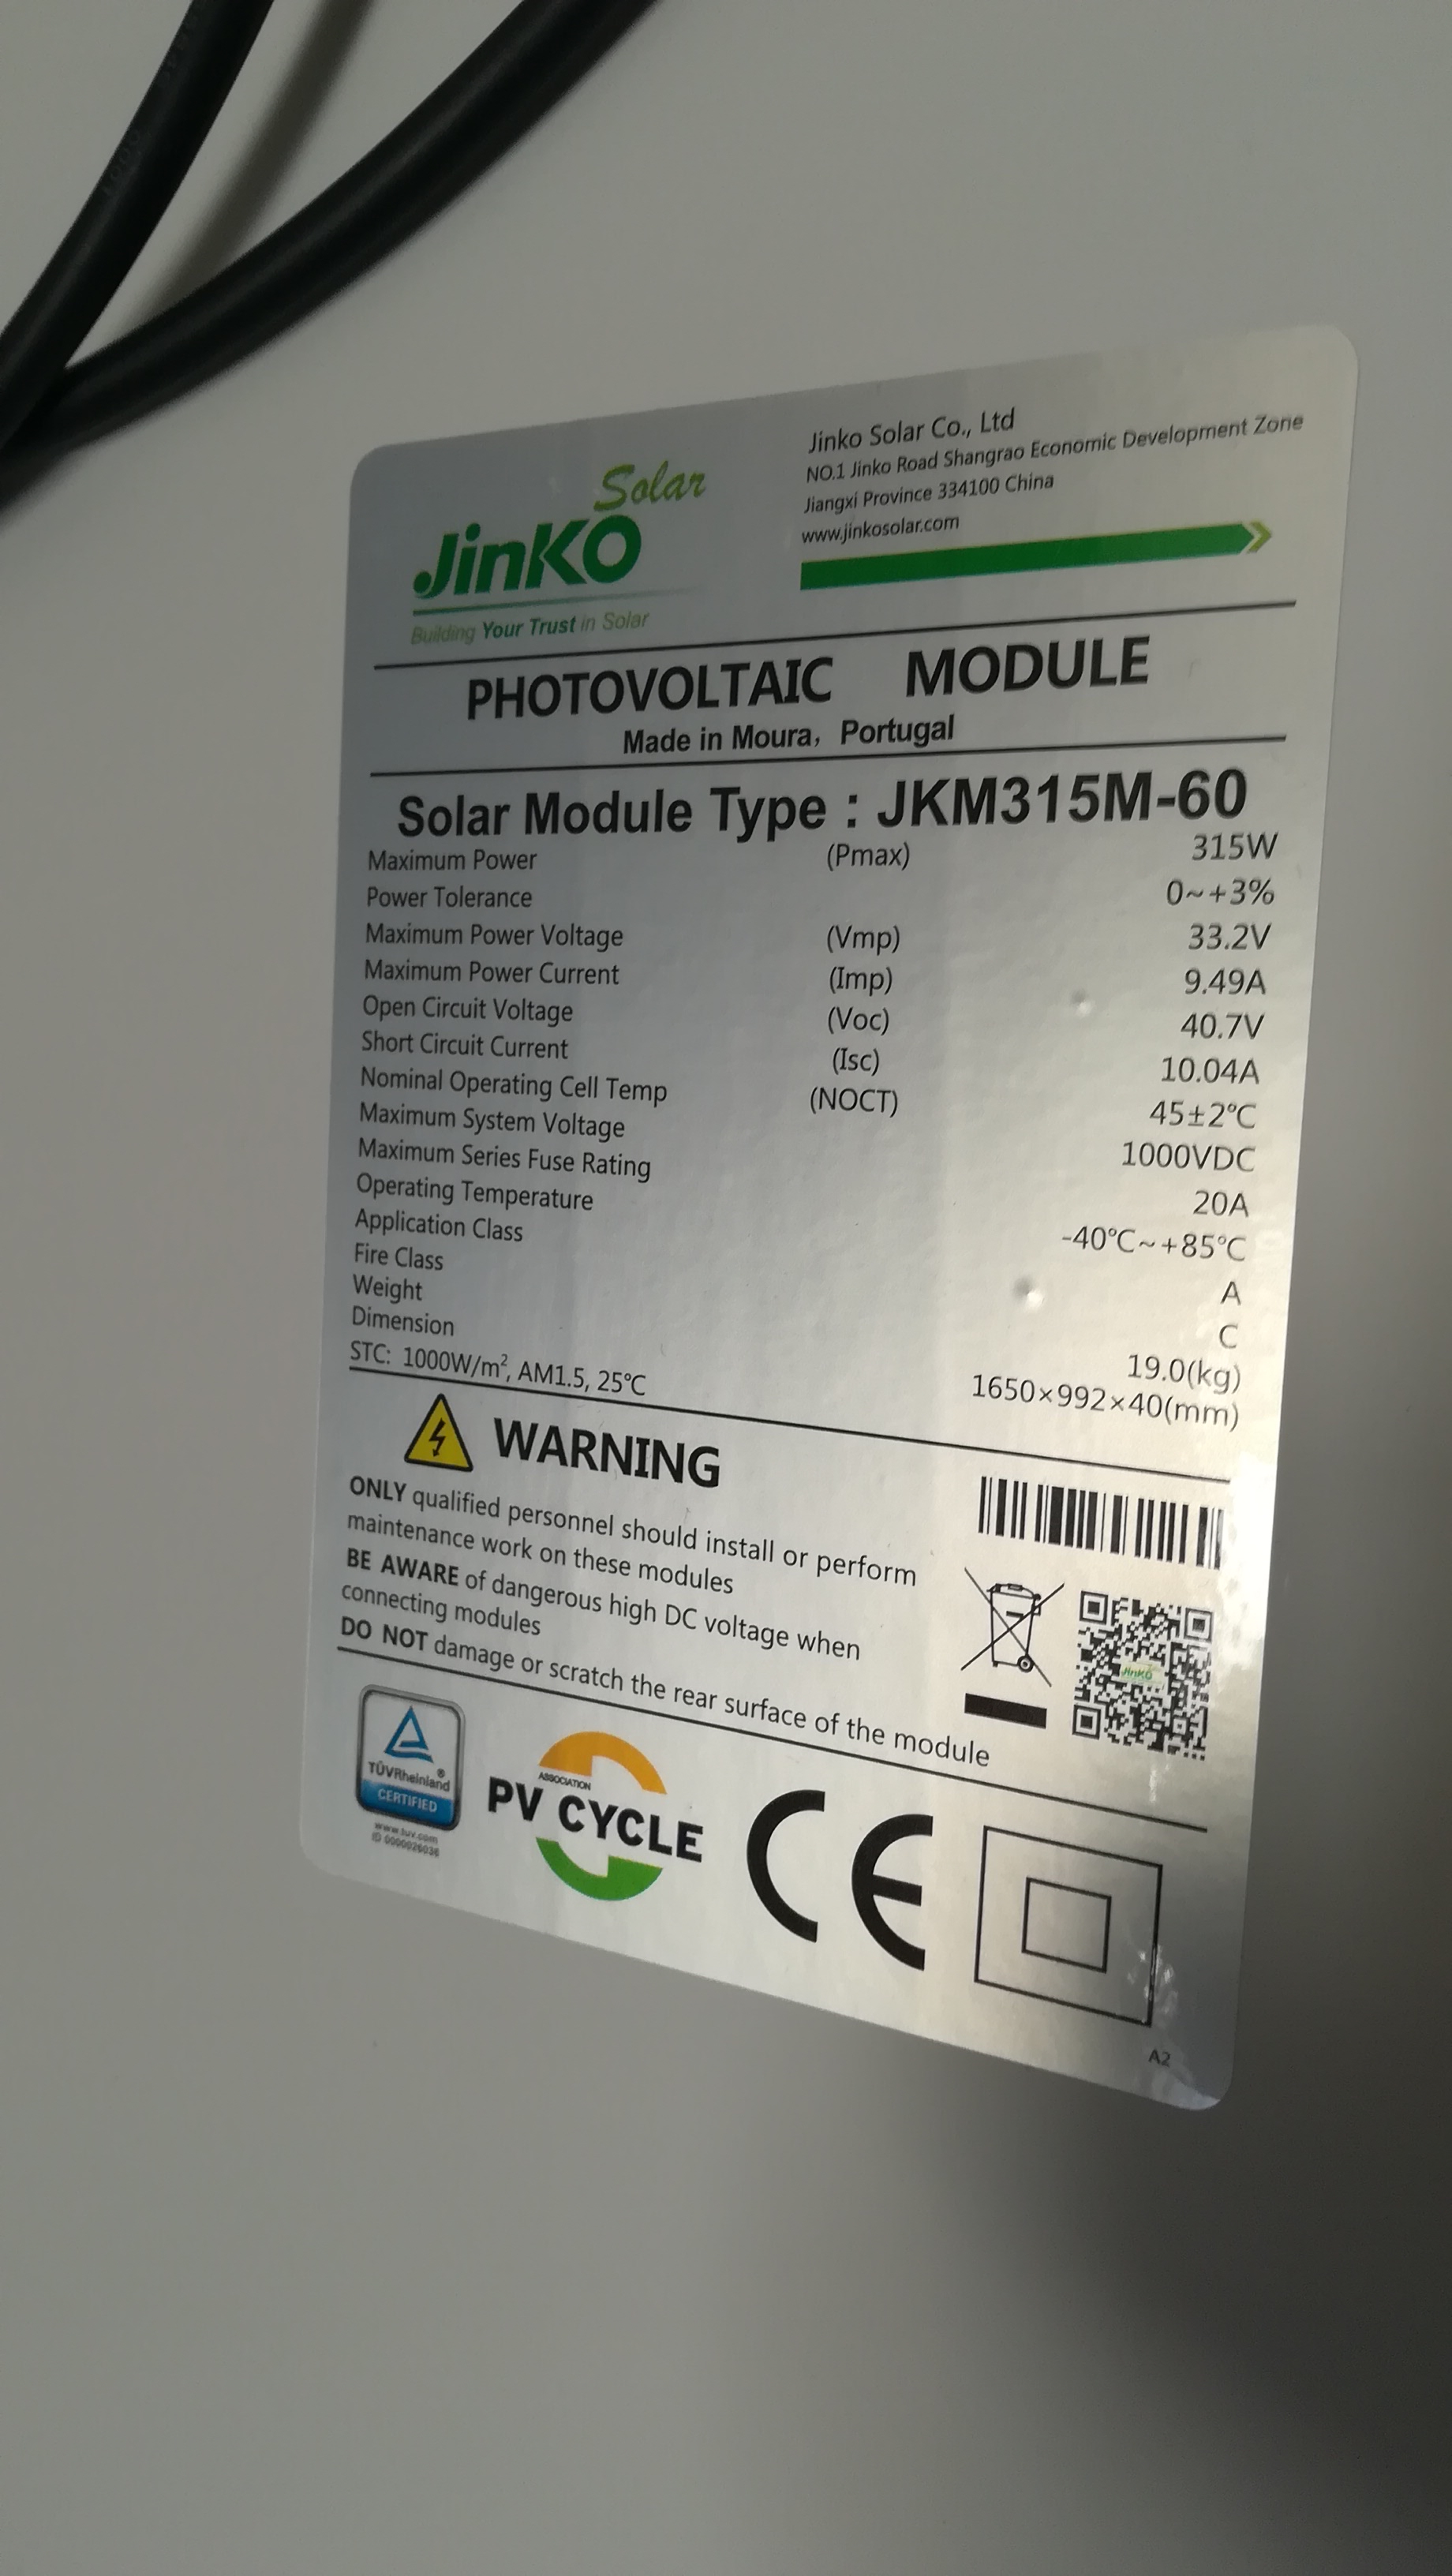 Jinko Solar Co., Ltd
NO.1 Jinko Road Shangrao Economic Development Zone
Jiangxi Province 334100 China
www.jinkosolar.com
Solar
JinKO
Building Your Trust in Solar
PHOTOVOLTAIC MODULE
Made in Moura, Portugal
Solar Module Type : JKM315M-60
Maximum Power (Pmax) 315W
Power Tolerance 0~+3%
Maximum Power Voltage (Vmp) 33.2V
Maximum Power Current (Imp) 9.49A
Open Circuit Voltage (Voc) 40.7V
Short Circuit Current (Isc) 10.04A
Nominal Operating Cell Temp (NOCT) 45±2℃
Maximum System Voltage 1000VDC
Maximum Series Fuse Rating 20A
Operating Temperature -40℃~+85℃
Application Class A
Fire Class C
Weight 19.0(kg)
Dimension 1650×992×40(mm)
STC: 1000W/m², AM1.5, 25℃
WARNING
ONLY qualified personnel should install or perform
maintenance work on these modules
BE AWARE of dangerous high DC voltage when
connecting modules
DO NOT damage or scratch the rear surface of the module
JinKO
TÜVRheinland®
CERTIFIED
www.tuv.com
ID 0000026036
ASSOCIATION
PV CYCLE
CE
A2